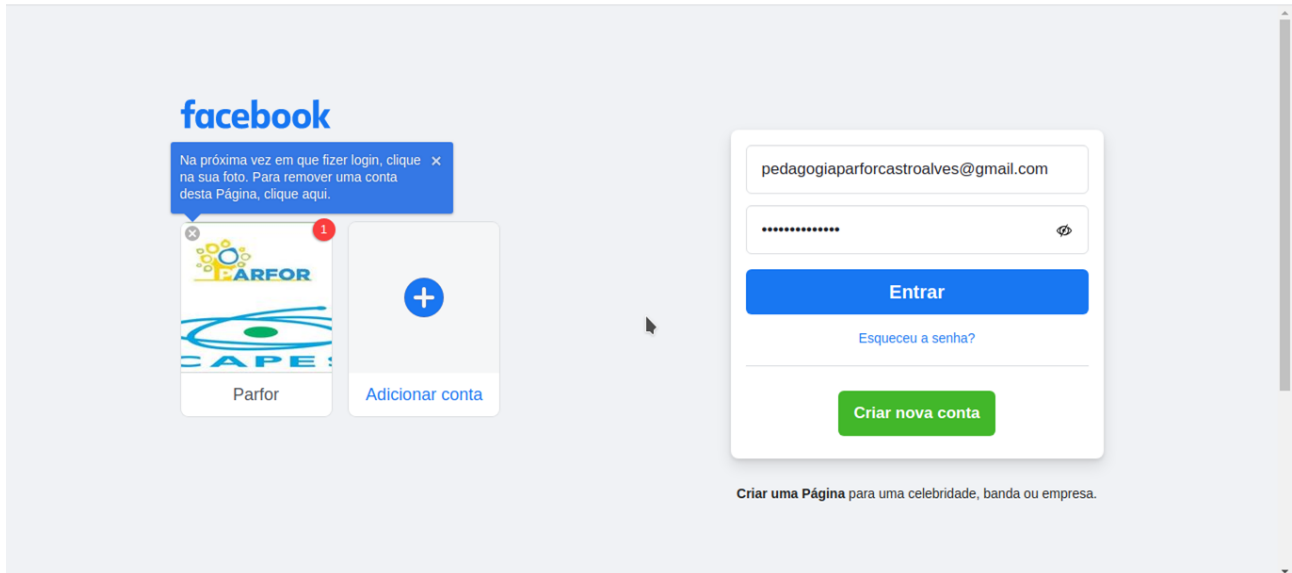 facebook
Na próxima vez em que fizer login, clique
na sua foto. Para remover uma conta
desta Página, clique aqui.
1
PARFOR
CAPES
Parfor
Adicionar conta
pedagogiaparforcastroalves@gmail.com
••••••••••••••
Entrar
Esqueceu a senha?
Criar nova conta
Criar uma Página para uma celebridade, banda ou empresa.